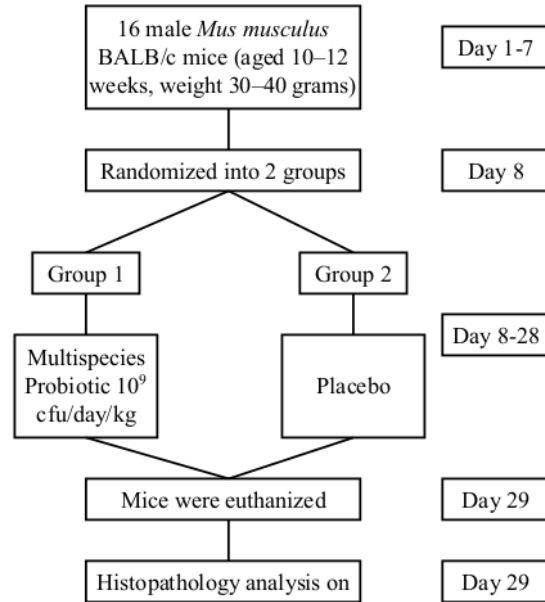 16 male Mus musculus
BALB/c mice (aged 10–12
weeks, weight 30–40 grams)
Day 1-7
Randomized into 2 groups
Day 8
Group 1
Group 2
Day 8-28
Multispecies
Probiotic 10⁹
cfu/day/kg
Placebo
Mice were euthanized
Day 29
Histopathology analysis on
Day 29